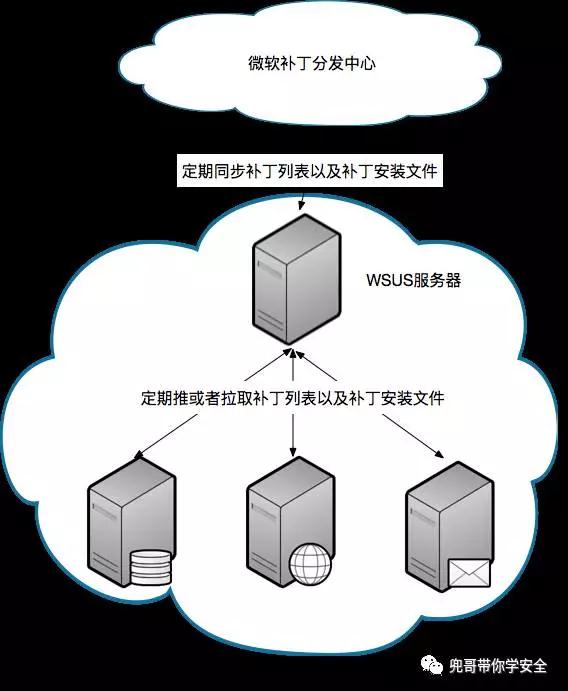 微软补丁分发中心
定期同步补丁列表以及补丁安装文件
WSUS服务器
定期推或者拉取补丁列表以及补丁安装文件
兜哥带你学安全